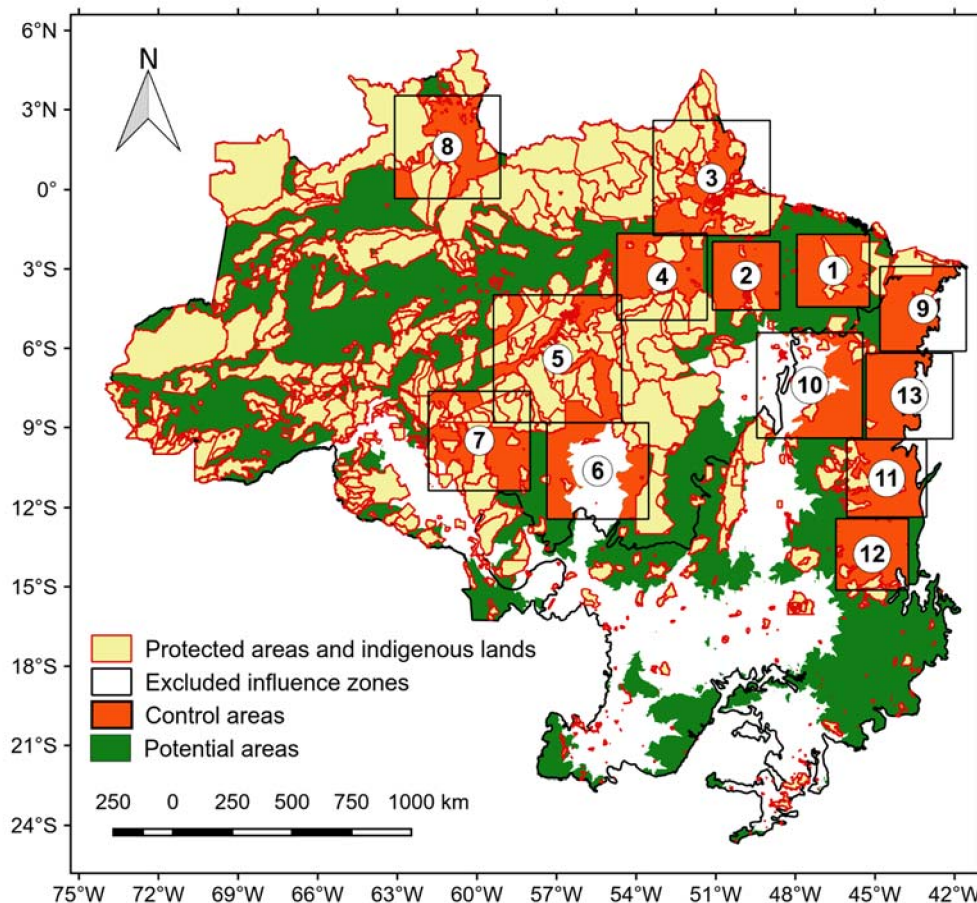 6°N
3°N
0°
3°S
6°S
9°S
12°S
15°S
18°S
21°S
24°S
N
8
3
1
2
4
9
5
10
13
7
6
11
12
Protected areas and indigenous lands
Excluded influence zones
Control areas
Potential areas
250 0 250 500 750 1000 km
75°W 72°W 69°W 66°W 63°W 60°W 57°W 54°W 51°W 48°W 45°W 42°W